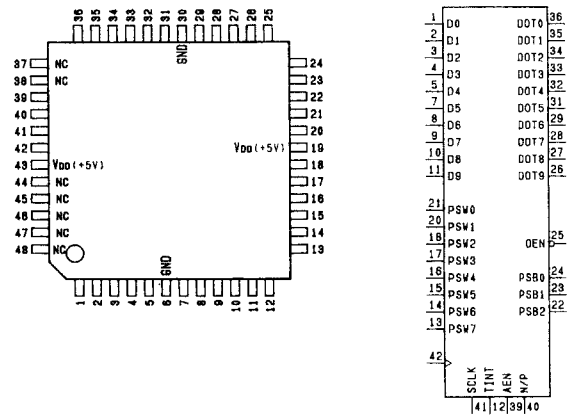 36 35 34 33 32 31 30 29 28 27 26 25
GND
37 NC 24
38 NC 23
39 22
40 21
41 20
42 VDD(+5V) 19
43 VDD(+5V) 18
44 NC 17
45 NC 16
46 NC 15
47 NC 14
48 NC 13
GND
1 2 3 4 5 6 7 8 9 10 11 12
1 D0 DOT0 36
2 D1 DOT1 35
3 D2 DOT2 34
4 D3 DOT3 33
5 D4 DOT4 32
7 D5 DOT5 31
8 D6 DOT6 29
9 D7 DOT7 28
10 D8 DOT8 27
11 D9 DOT9 26
21 PSW0
20 PSW1
18 PSW2 OEN 25
17 PSW3
16 PSW4 PSB0 24
15 PSW5 PSB1 23
14 PSW6 PSB2 22
13 PSW7
42
SCLK TINT AEN N/P
41 12 39 40